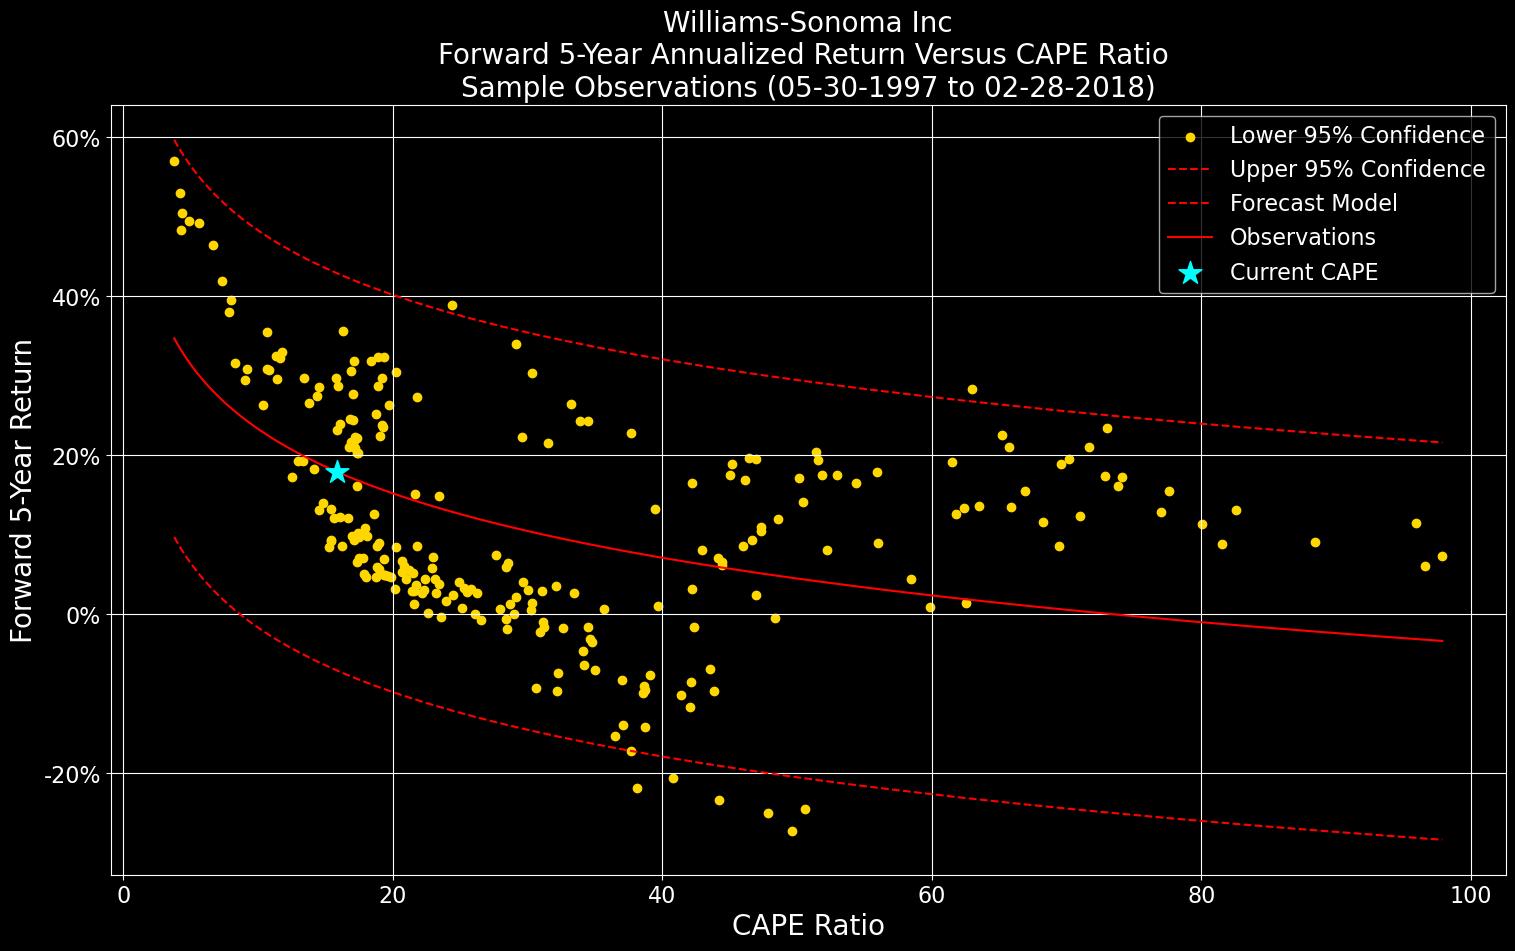 Williams-Sonoma Inc
Forward 5-Year Annualized Return Versus CAPE Ratio
Sample Observations (05-30-1997 to 02-28-2018)
Lower 95% Confidence
Upper 95% Confidence
Forecast Model
Observations
Current CAPE
Forward 5-Year Return
60%
40%
20%
0%
-20%
0
20
40
60
80
100
CAPE Ratio